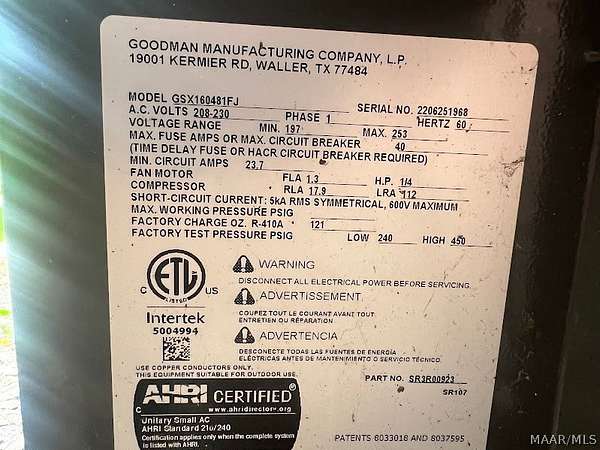 GOODMAN MANUFACTURING COMPANY, L.P.
19001 KERMIER RD, WALLER, TX 77484
MODEL GSX160481FJ SERIAL NO. 2206251968
A.C. VOLTS 208-230 PHASE 1 HERTZ 60
VOLTAGE RANGE MIN. 197 MAX. 253
MAX. FUSE AMPS OR MAX. CIRCUIT BREAKER 40
(TIME DELAY FUSE OR HACR CIRCUIT BREAKER REQUIRED)
MIN. CIRCUIT AMPS 23.7
FAN MOTOR FLA 1.3 H.P. 1/4
COMPRESSOR RLA 17.9 LRA 112
SHORT-CIRCUIT CURRENT: 5kA RMS SYMMETRICAL, 600V MAXIMUM
MAX. WORKING PRESSURE PSIG
FACTORY CHARGE OZ. R-410A 121
FACTORY TEST PRESSURE PSIG LOW 240 HIGH 450
ETL
LISTED
C US
Intertek
5004994
WARNING
DISCONNECT ALL ELECTRICAL POWER BEFORE SERVICING.
ADVERTISSEMENT
COUPEZ TOUT LE COURANT AVANT TOUT
ENTRETIEN OU RÉPARATION.
ADVERTENCIA
DESCONECTE TODAS LAS FUENTES DE ENERGÍA
ELÉCTRICA ANTES DE MANTENIMIENTO O SERVICIO TÉCNICO.
USE COPPER CONDUCTORS ONLY.
THIS EQUIPMENT SUITABLE FOR OUTDOOR USE.
PART NO. SR3R00923
SR107
AHRI CERTIFIED ®
C www.ahridirectory.org
Unitary Small AC
AHRI Standard 210/240
Certification applies only when the complete system
is listed with AHRI.
PATENTS 8033018 AND 8037595
MAAR/MLS